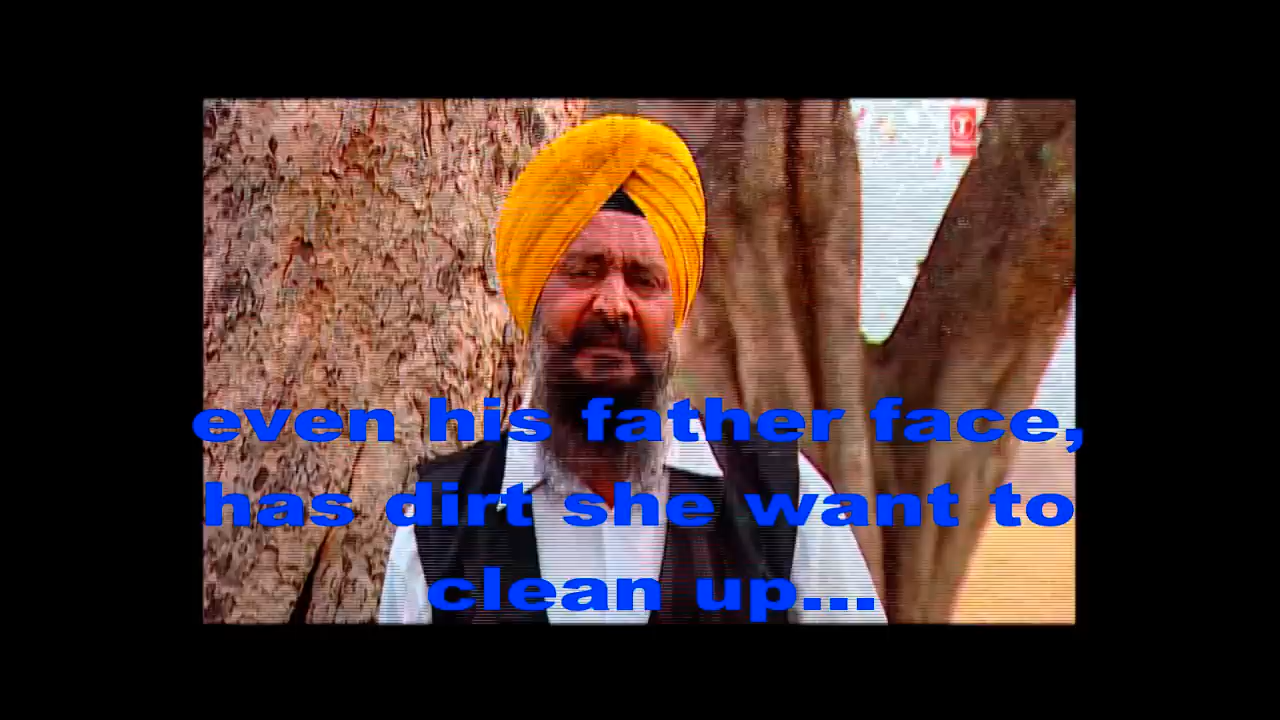 even his father face,
has dirt she want to
clean up...